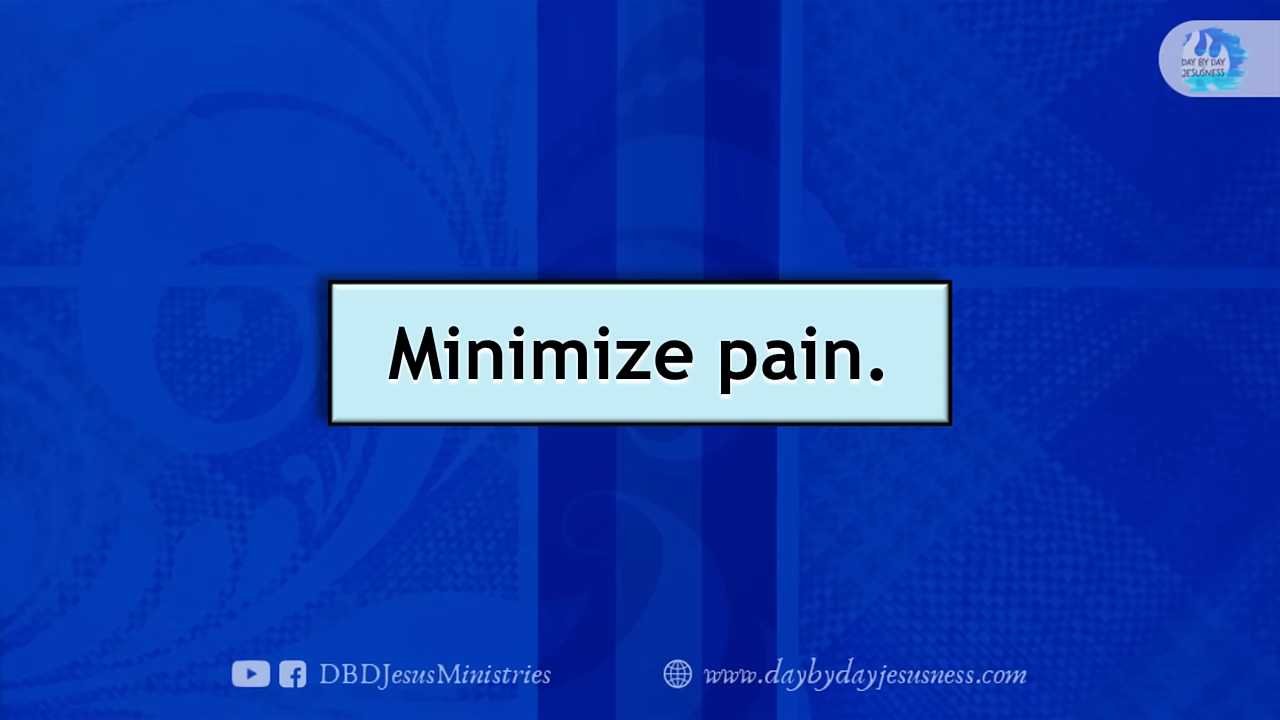 DAY BY DAY
JESUSNESS
Minimize pain.
DBDJesusMinistries
www.daybydayjesusness.com